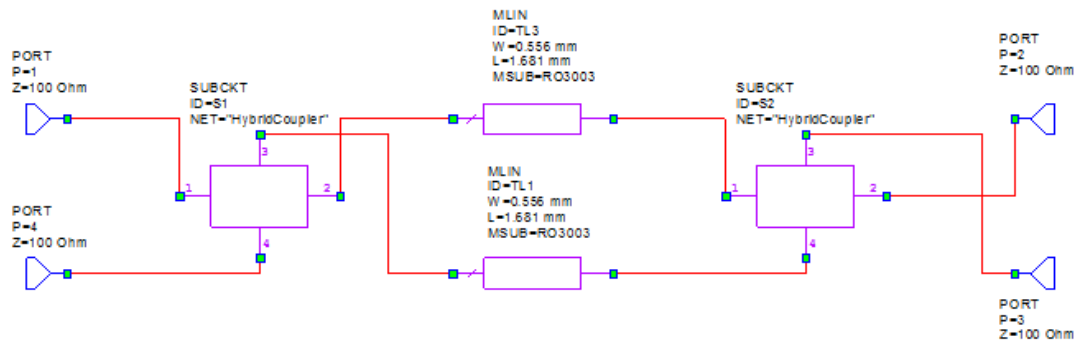 MLIN
ID=TL3
W=0.556 mm
L=1.681 mm
MSUB=RO3003
PORT
P=1
Z=100 Ohm
PORT
P=2
Z=100 Ohm
SUBCKT
ID=S1
NET="HybridCoupler"
SUBCKT
ID=S2
NET="HybridCoupler"
3
3
1
2
1
2
MLIN
ID=TL1
W=0.556 mm
L=1.681 mm
MSUB=RO3003
PORT
P=4
Z=100 Ohm
4
4
PORT
P=3
Z=100 Ohm